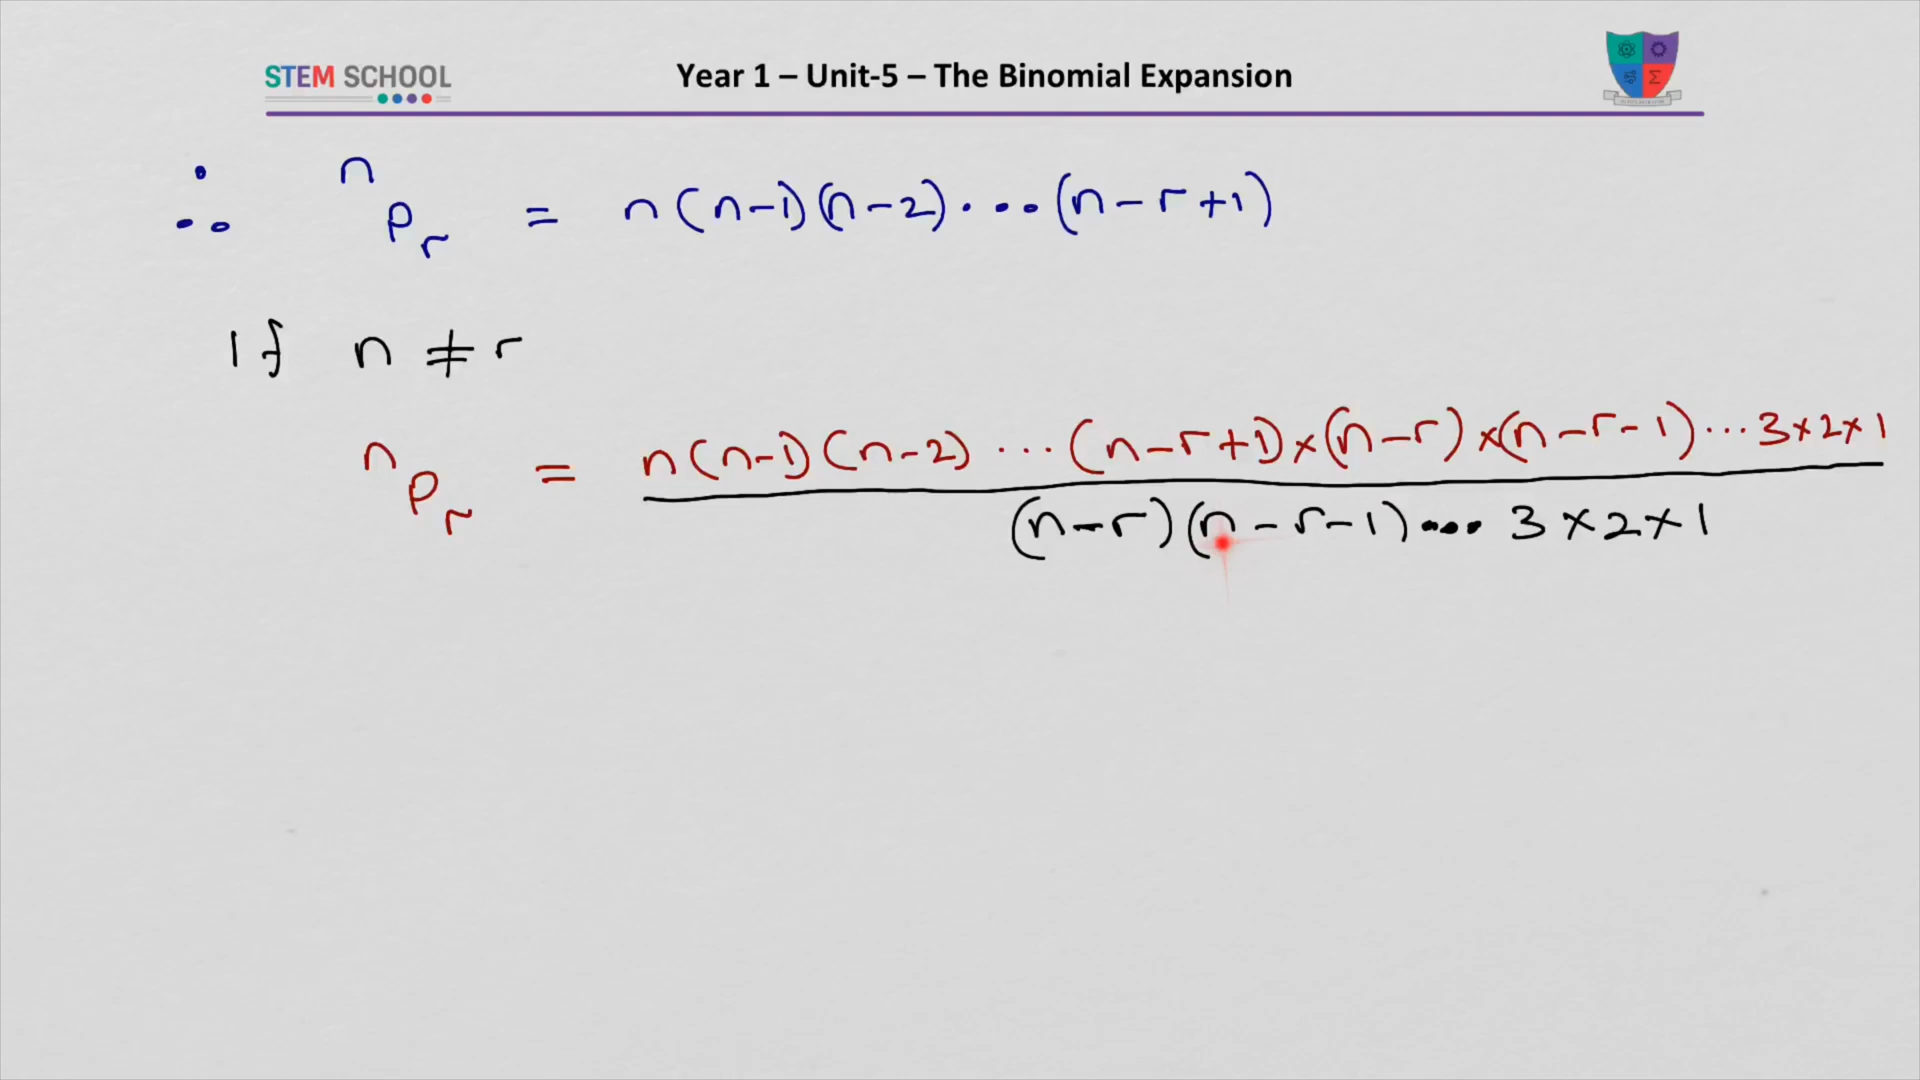 STEM SCHOOL
Year 1 – Unit-5 – The Binomial Expansion
∴ ⁿPᵣ = n(n-1)(n-2)....(n-r+1)
If n ≠ r
ⁿPᵣ = n(n-1)(n-2) ...(n-r+1)×(n-r)×(n-r-1)...3×2×1
(n-r)(n-r-1)... 3×2×1